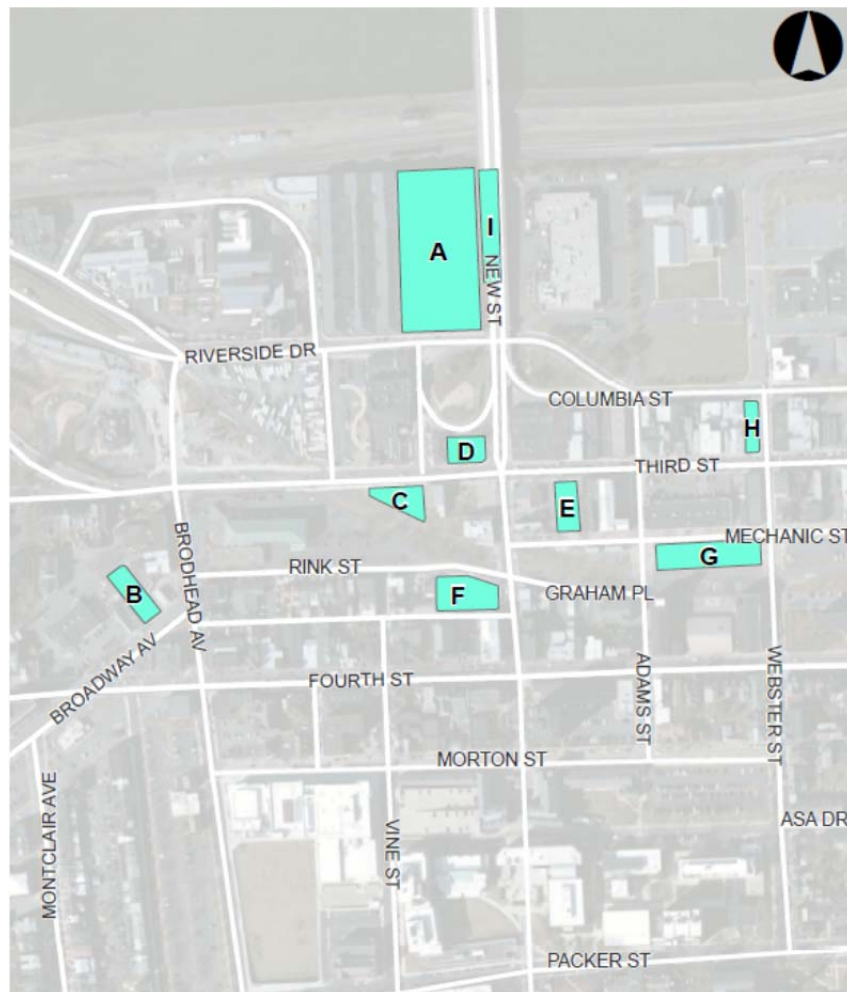 A
I
NEW ST
RIVERSIDE DR
COLUMBIA ST
H
D
THIRD ST
C
E
BRODHEAD AV
MECHANIC ST
G
RINK ST
B
F
GRAHAM PL
BROADWAY AV
FOURTH ST
ADAMS ST
WEBSTER ST
MORTON ST
MONTCLAIR AVE
VINE ST
ASA DR
PACKER ST